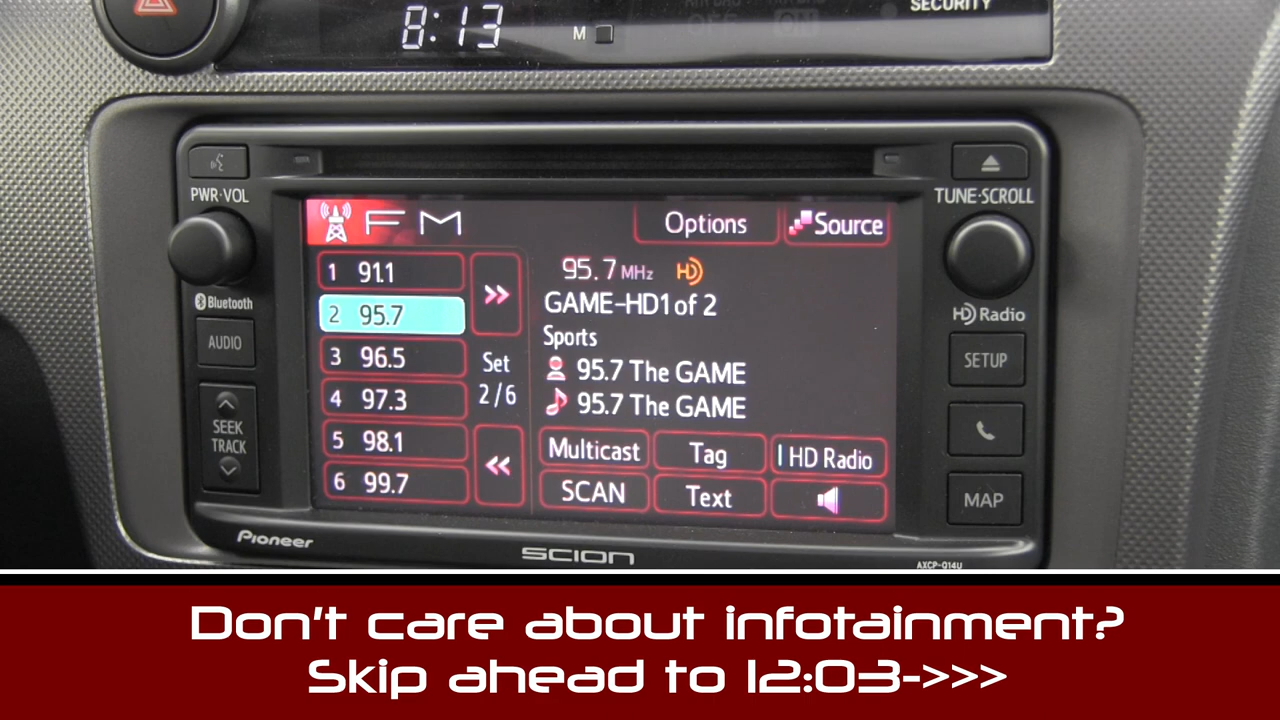 8:13
M
SECURITY
PWR·VOL
TUNE·SCROLL
FM
Options
Source
1 91.1
2 95.7
3 96.5
4 97.3
5 98.1
6 99.7
Set
2/6
95.7 MHz HD
GAME-HD1 of 2
Sports
95.7 The GAME
95.7 The GAME
Multicast
Tag
HD Radio
SCAN
Text
Bluetooth
AUDIO
SEEK
TRACK
HD Radio
SETUP
MAP
Pioneer
SCION
AXCP-Q14U
Don't care about infotainment?
Skip ahead to 12:03->>>